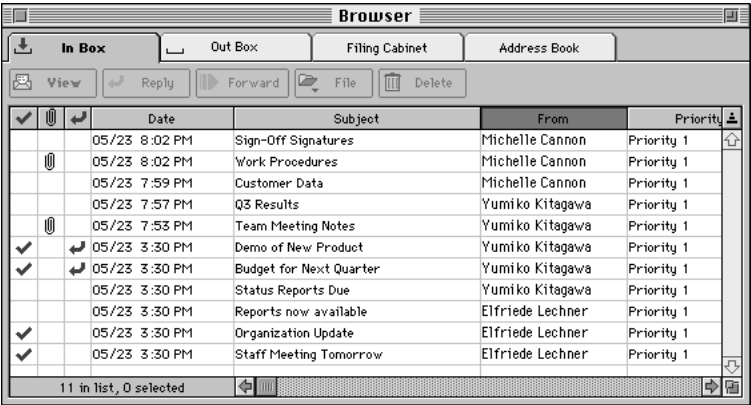 Browser
In Box
Out Box
Filing Cabinet
Address Book
View
Reply
Forward
File
Delete
Date Subject From Priority
05/23 8:02 PM Sign-Off Signatures Michelle Cannon Priority 1
05/23 8:02 PM Work Procedures Michelle Cannon Priority 1
05/23 7:59 PM Customer Data Michelle Cannon Priority 1
05/23 7:57 PM Q3 Results Yumiko Kitagawa Priority 1
05/23 7:53 PM Team Meeting Notes Yumiko Kitagawa Priority 1
05/23 3:30 PM Demo of New Product Yumiko Kitagawa Priority 1
05/23 3:30 PM Budget for Next Quarter Yumiko Kitagawa Priority 1
05/23 3:30 PM Status Reports Due Yumiko Kitagawa Priority 1
05/23 3:30 PM Reports now available Elfriede Lechner Priority 1
05/23 3:30 PM Organization Update Elfriede Lechner Priority 1
05/23 3:30 PM Staff Meeting Tomorrow Elfriede Lechner Priority 1
11 in list, 0 selected